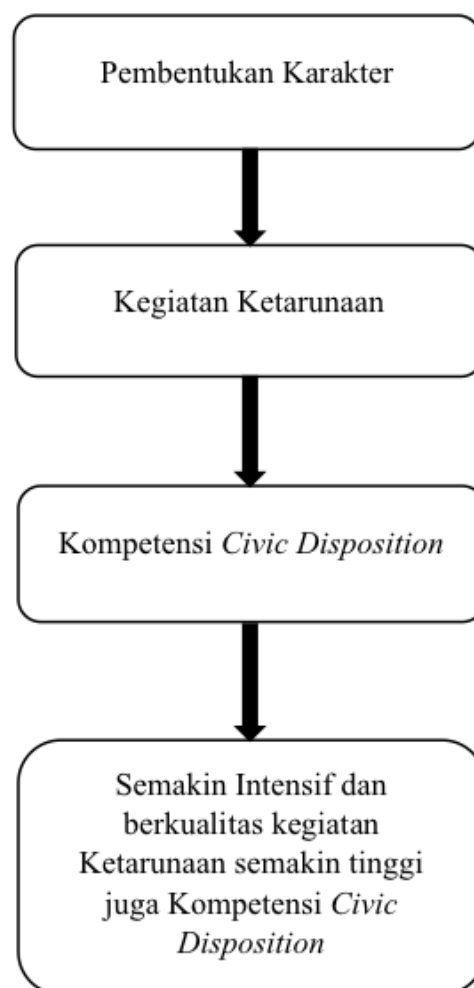 Pembentukan Karakter
Kegiatan Ketarunaan
Kompetensi Civic Disposition
Semakin Intensif dan
berkualitas kegiatan
Ketarunaan semakin tinggi
juga Kompetensi Civic
Disposition